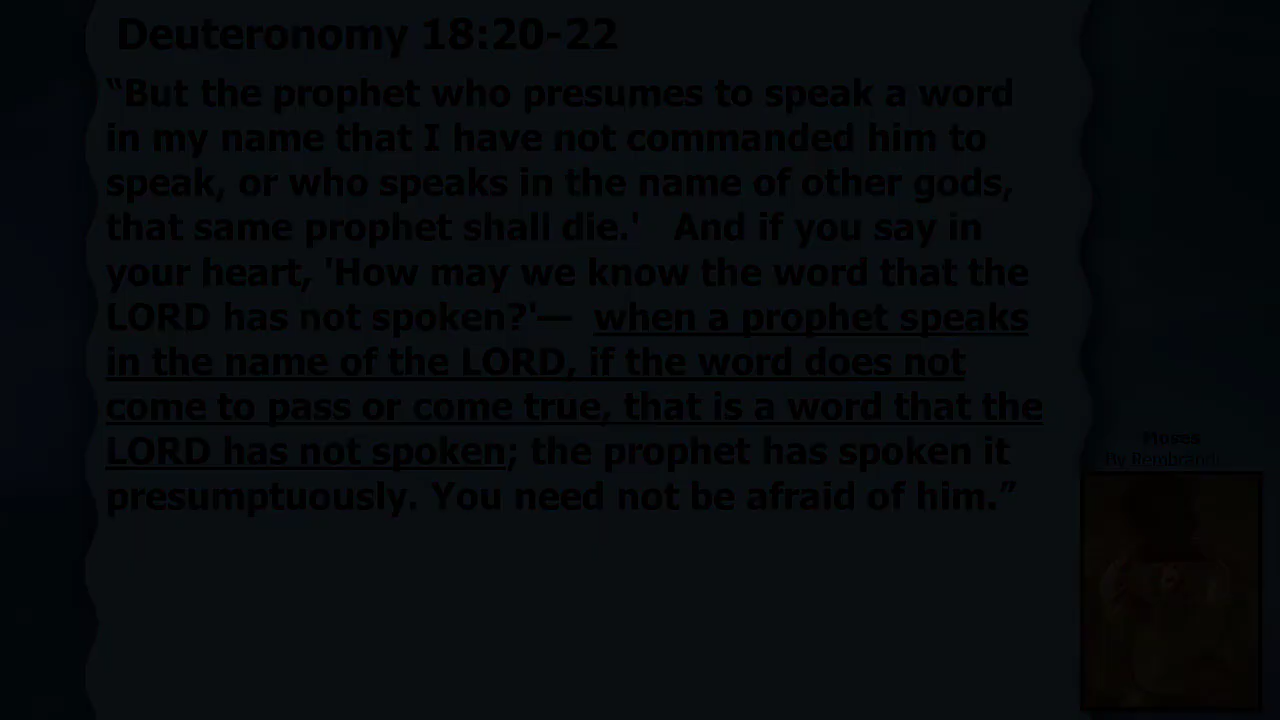 Deuteronomy 18:20-22
“But the prophet who presumes to speak a word
in my name that I have not commanded him to
speak, or who speaks in the name of other gods,
that same prophet shall die.' And if you say in
your heart, 'How may we know the word that the
LORD has not spoken?'— when a prophet speaks
in the name of the LORD, if the word does not
come to pass or come true, that is a word that the
LORD has not spoken; the prophet has spoken it
presumptuously. You need not be afraid of him.”
Moses
By Rembrandt